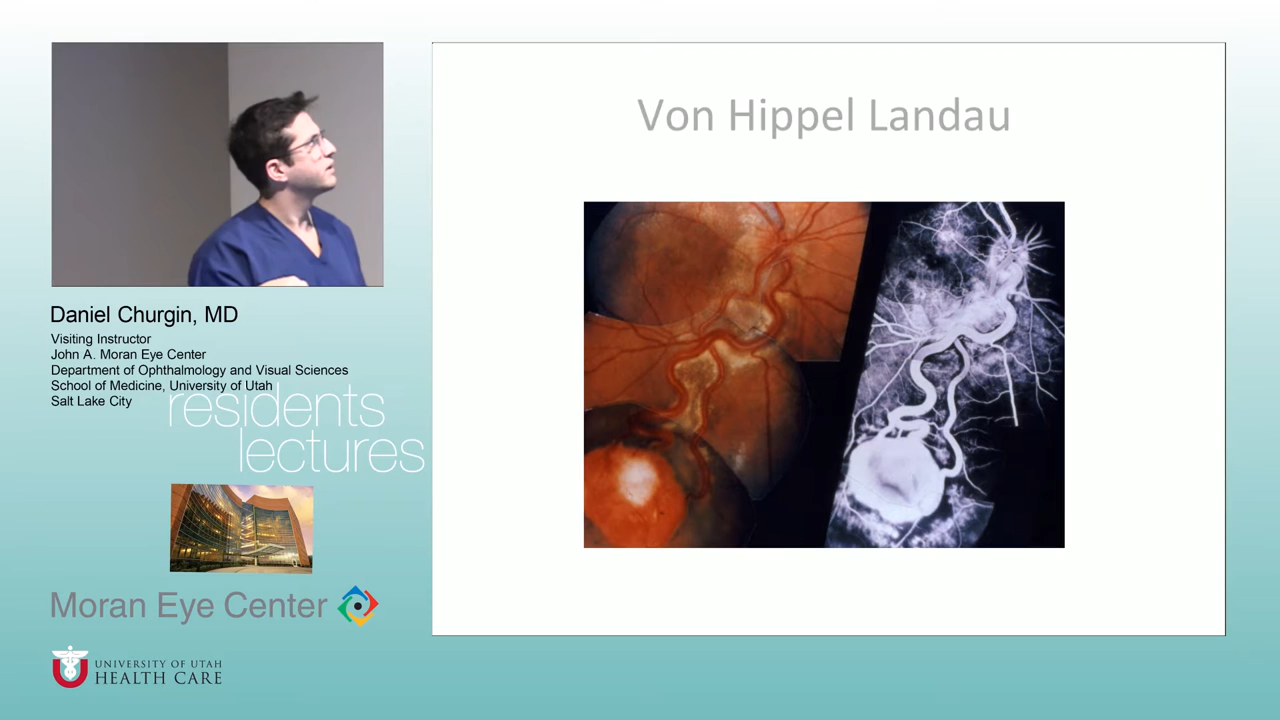 Von Hippel Landau
Daniel Churgin, MD
Visiting Instructor
John A. Moran Eye Center
Department of Ophthalmology and Visual Sciences
School of Medicine, University of Utah
Salt Lake City
residents
lectures
Moran Eye Center
UNIVERSITY OF UTAH
HEALTH CARE